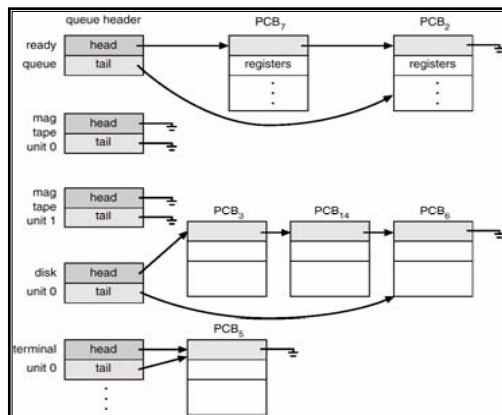 queue header PCB7 PCB2
ready head
queue tail registers registers
mag head
tape
unit 0 tail
mag head
tape
unit 1 tail
PCB3 PCB14 PCB6
disk head
unit 0 tail
PCB5
terminal head
unit 0 tail